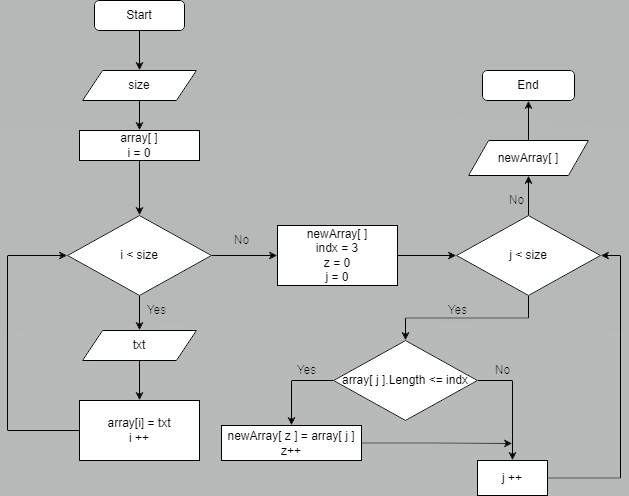 Start
size
array[ ]
i = 0
i < size
Yes
txt
array[i] = txt
i ++
No
newArray[ ]
indx = 3
z = 0
j = 0
j < size
No
newArray[ ]
End
Yes
array[ j ].Length <= indx
Yes
newArray[ z ] = array[ j ]
z++
No
j ++